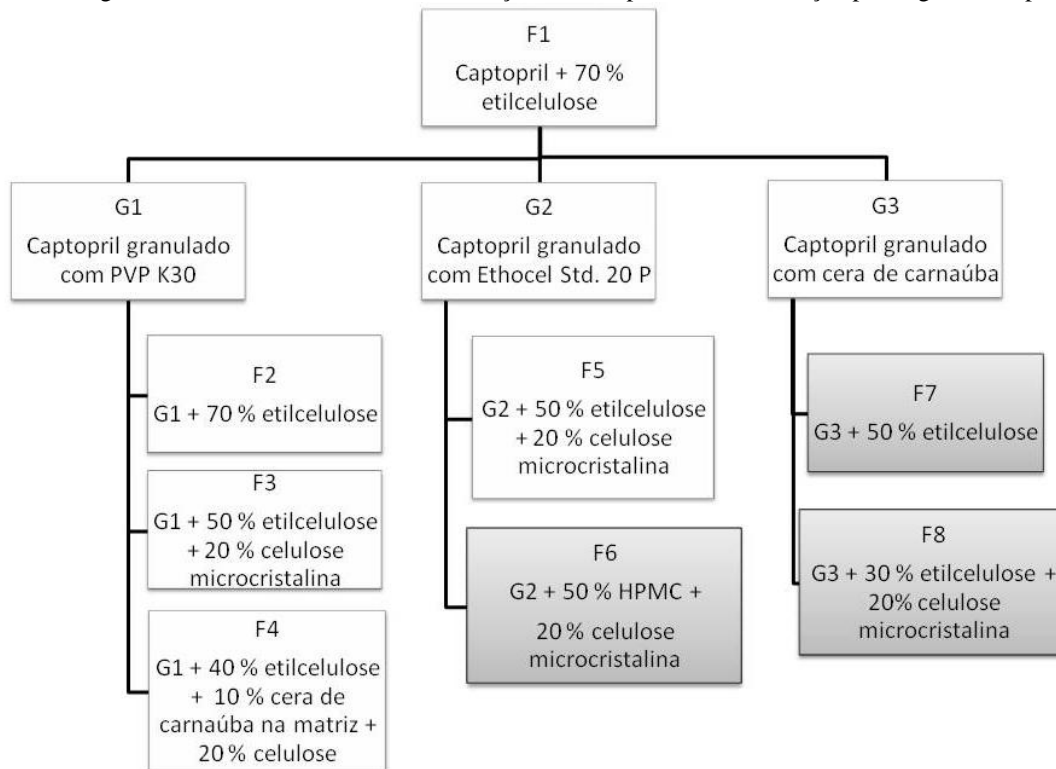 F1
Captopril + 70 %
etilcelulose
G1
Captopril granulado
com PVP K30
G2
Captopril granulado
com Ethocel Std. 20 P
G3
Captopril granulado
com cera de carnaúba
F2
G1 + 70 % etilcelulose
F3
G1 + 50 % etilcelulose
+ 20 % celulose
microcristalina
F4
G1 + 40 % etilcelulose
+ 10 % cera de
carnaúba na matriz +
20 % celulose
F5
G2 + 50 % etilcelulose
+ 20 % celulose
microcristalina
F6
G2 + 50 % HPMC +
20 % celulose
microcristalina
F7
G3 + 50 % etilcelulose
F8
G3 + 30 % etilcelulose +
20% celulose
microcristalina